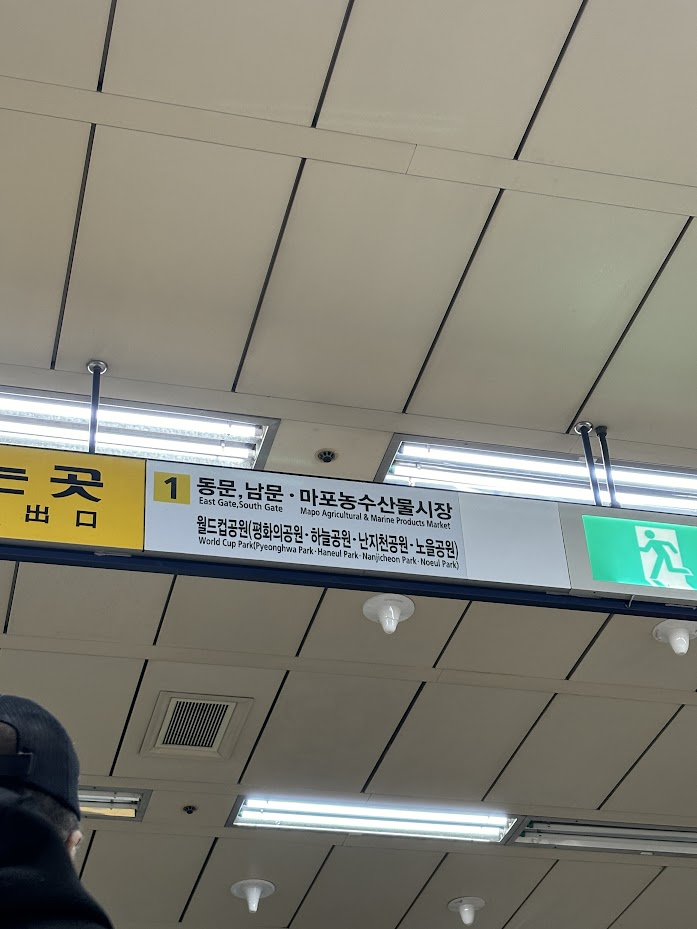 는 곳
出 口
1 동문,남문 · 마포농수산물시장
East Gate,South Gate Mapo Agricultural & Marine Products Market
월드컵공원(평화의공원·하늘공원·난지천공원·노을공원)
World Cup Park(Pyeonghwa Park·Haneul Park·Nanjicheon Park·Noeul Park)